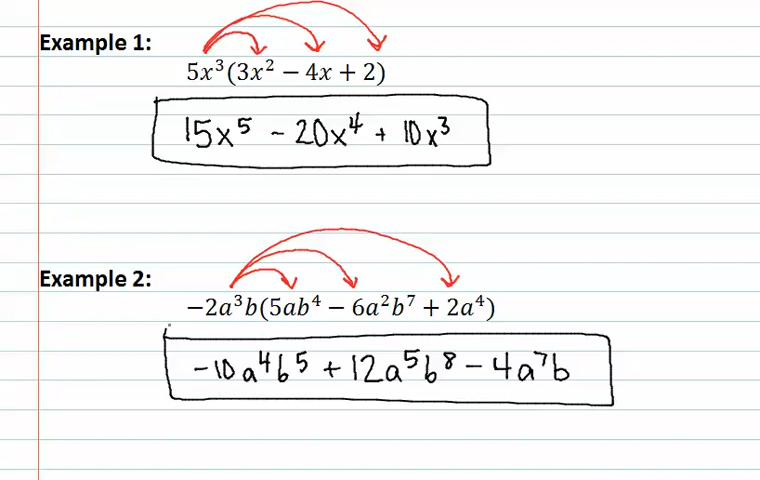 Example 1:
5x³(3x² − 4x + 2)
15x⁵ - 20x⁴ + 10x³
Example 2:
−2a³b(5ab⁴ − 6a²b⁷ + 2a⁴)
-10a⁴b⁵ + 12a⁵b⁸ - 4a⁷b